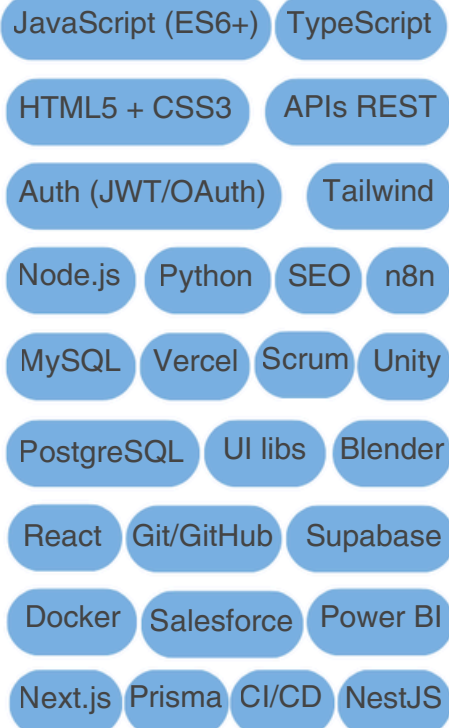 JavaScript (ES6+) TypeScript
HTML5 + CSS3 APIs REST
Auth (JWT/OAuth) Tailwind
Node.js Python SEO n8n
MySQL Vercel Scrum Unity
PostgreSQL UI libs Blender
React Git/GitHub Supabase
Docker Salesforce Power BI
Next.js Prisma CI/CD NestJS